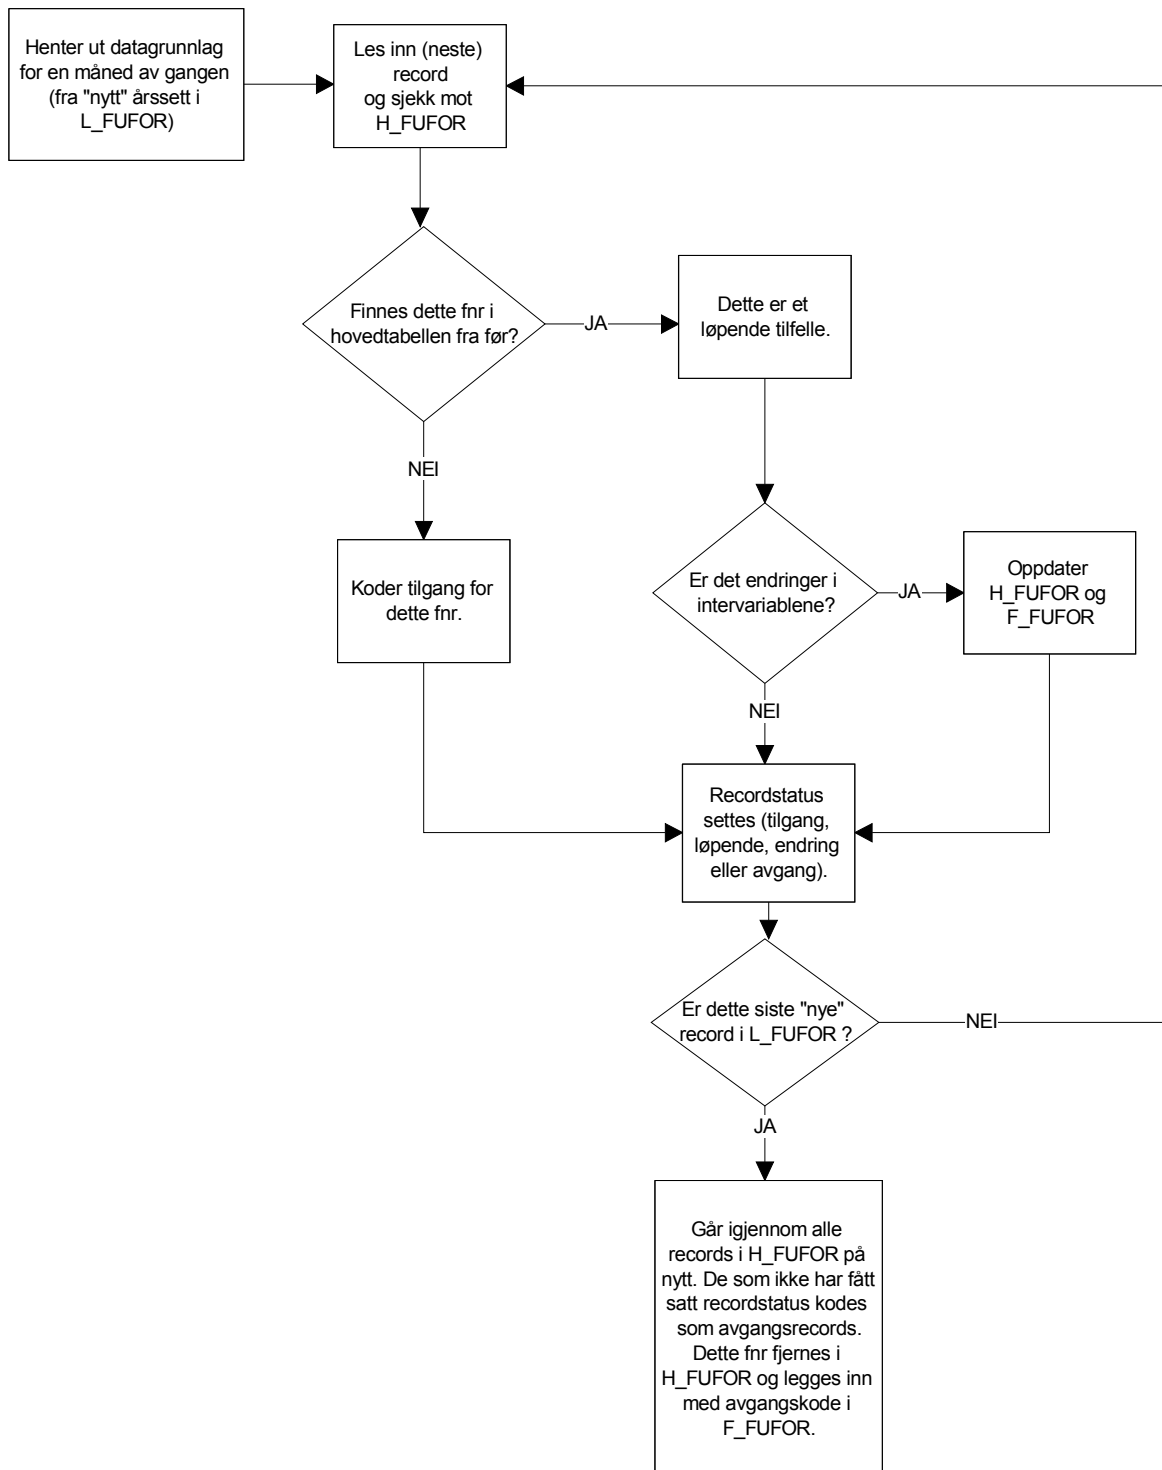 Henter ut datagrunnlag
for en måned av gangen
(fra "nytt" årssett i
L_FUFOR)
Les inn (neste)
record
og sjekk mot
H_FUFOR
Finnes dette fnr i
hovedtabellen fra før?
JA
Dette er et
løpende tilfelle.
NEI
Koder tilgang for
dette fnr.
Er det endringer i
intervariablene?
JA
Oppdater
H_FUFOR og
F_FUFOR
NEI
Recordstatus
settes (tilgang,
løpende, endring
eller avgang).
Er dette siste "nye"
record i L_FUFOR ?
NEI
JA
Går igjennom alle
records i H_FUFOR på
nytt. De som ikke har fått
satt recordstatus kodes
som avgangsrecords.
Dette fnr fjernes i
H_FUFOR og legges inn
med avgangskode i
F_FUFOR.